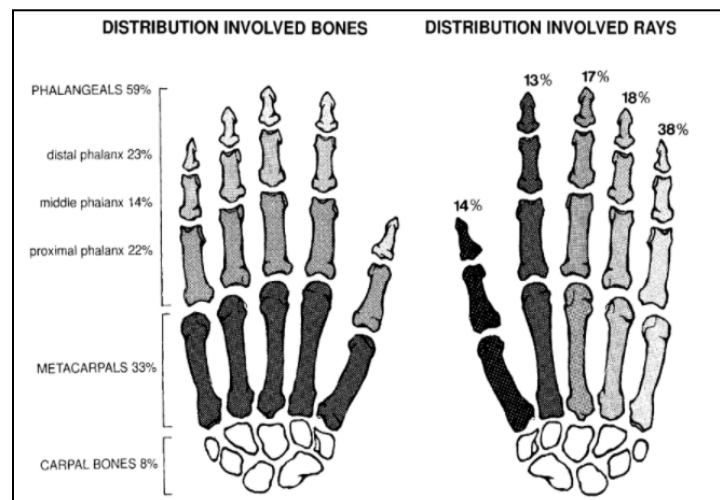 DISTRIBUTION INVOLVED BONES
DISTRIBUTION INVOLVED RAYS
PHALANGEALS 59%
distal phalanx 23%
middle phalanx 14%
proximal phalanx 22%
METACARPALS 33%
CARPAL BONES 8%
14%
13%
17%
18%
38%